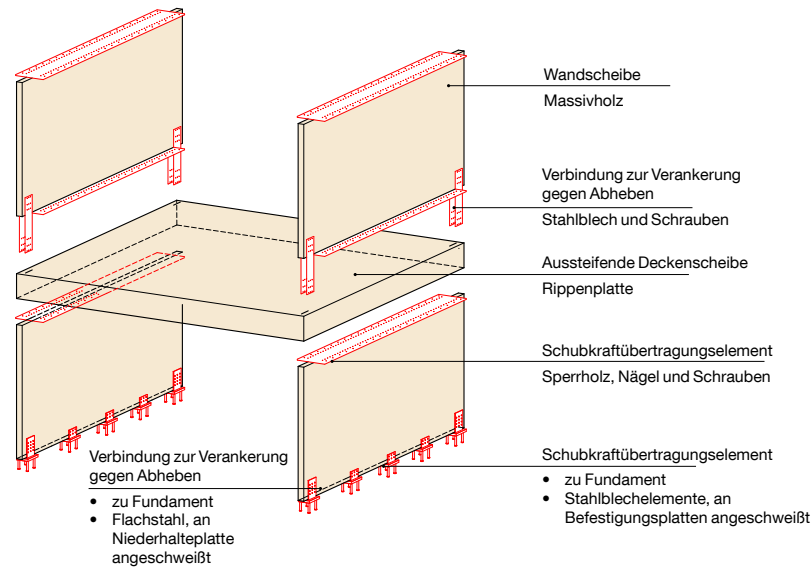 Wandscheibe
Massivholz
Verbindung zur Verankerung
gegen Abheben
Stahlblech und Schrauben
Aussteifende Deckenscheibe
Rippenplatte
Schubkraftübertragungselement
Sperrholz, Nägel und Schrauben
Verbindung zur Verankerung
gegen Abheben
• zu Fundament
• Flachstahl, an
Niederhalteplatte
angeschweißt
Schubkraftübertragungselement
• zu Fundament
• Stahlblechelemente, an
Befestigungsplatten angeschweißt